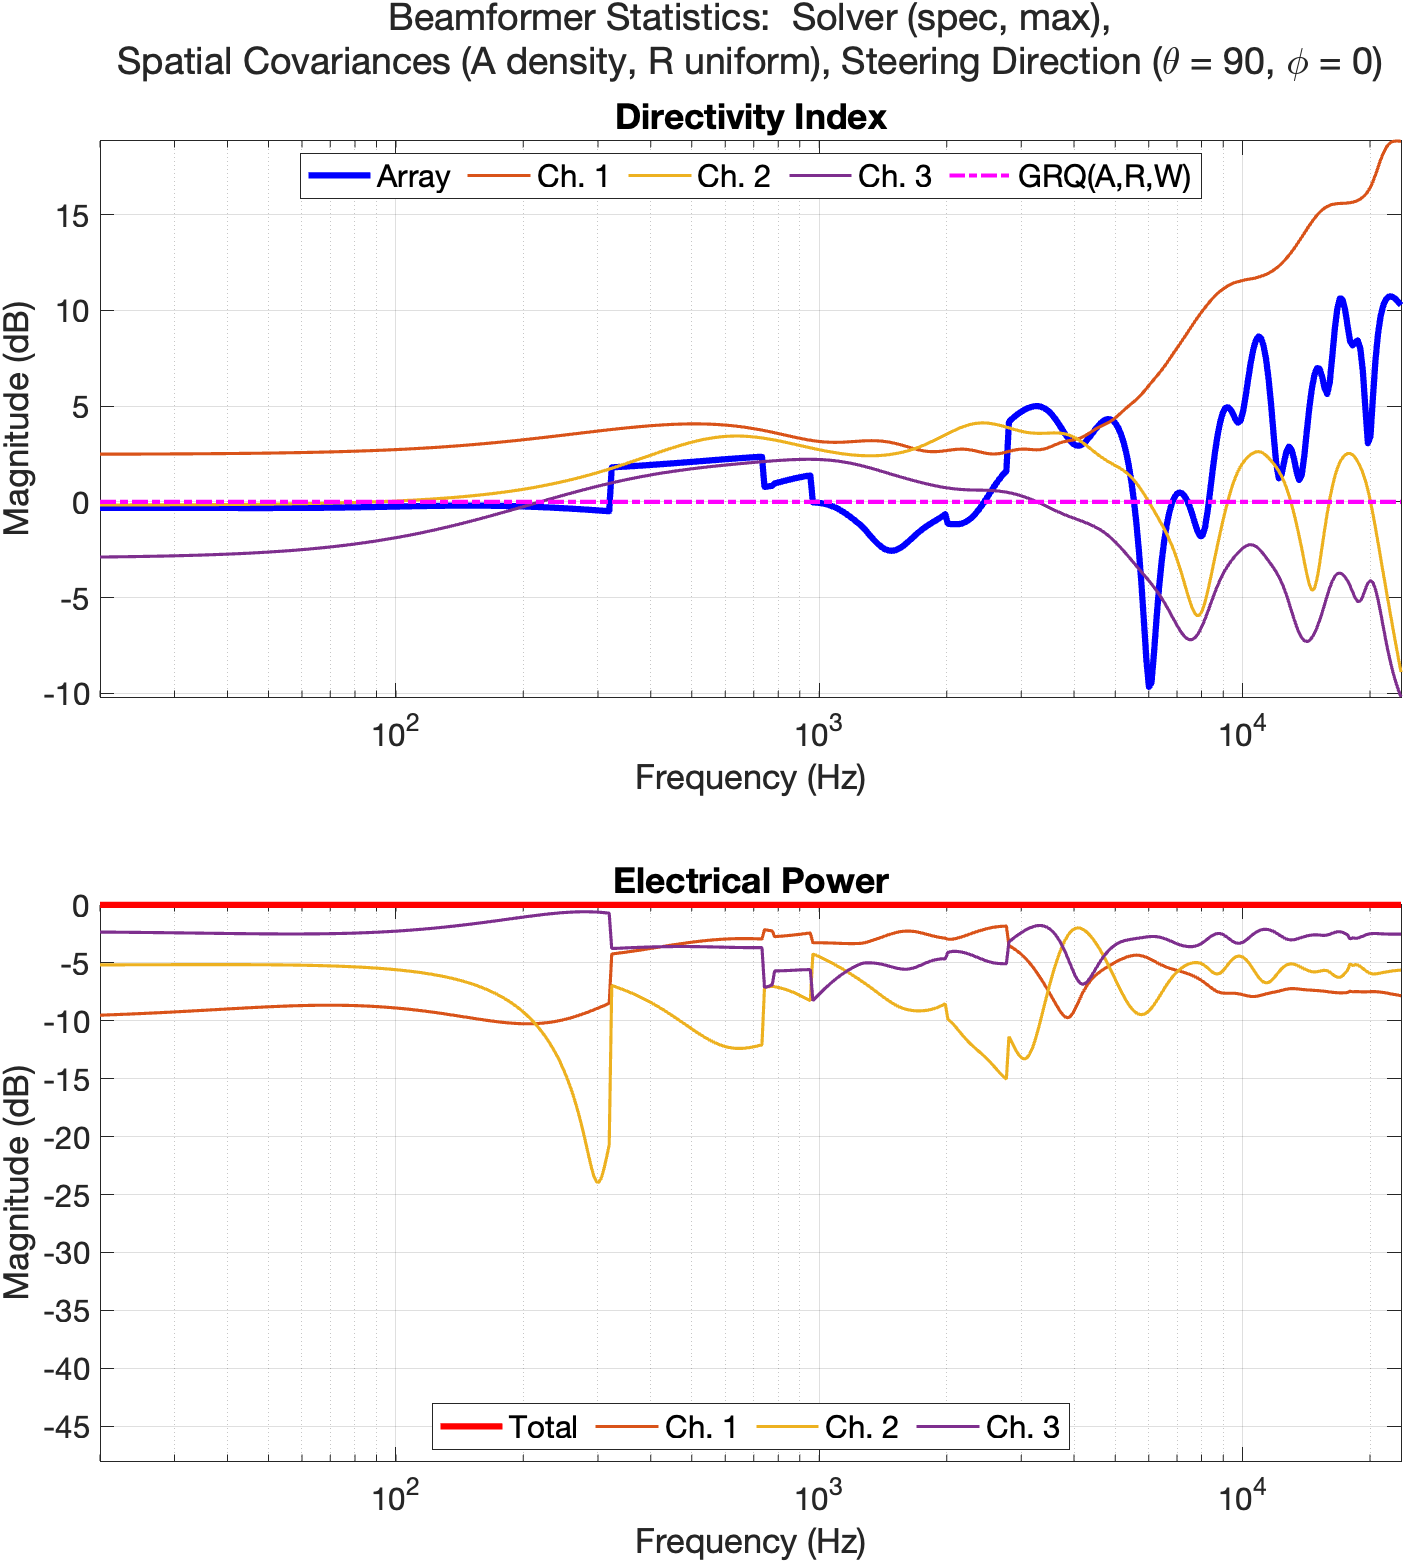 Beamformer Statistics:  Solver (spec, max),
Spatial Covariances (A density, R uniform), Steering Direction (θ = 90, ϕ = 0)
Directivity Index
Array Ch. 1 Ch. 2 Ch. 3 GRQ(A,R,W)
Magnitude (dB)
15
10
5
0
-5
-10
10² 10³ 10⁴
Frequency (Hz)
Electrical Power
Magnitude (dB)
0
-5
-10
-15
-20
-25
-30
-35
-40
-45
Total Ch. 1 Ch. 2 Ch. 3
10² 10³ 10⁴
Frequency (Hz)